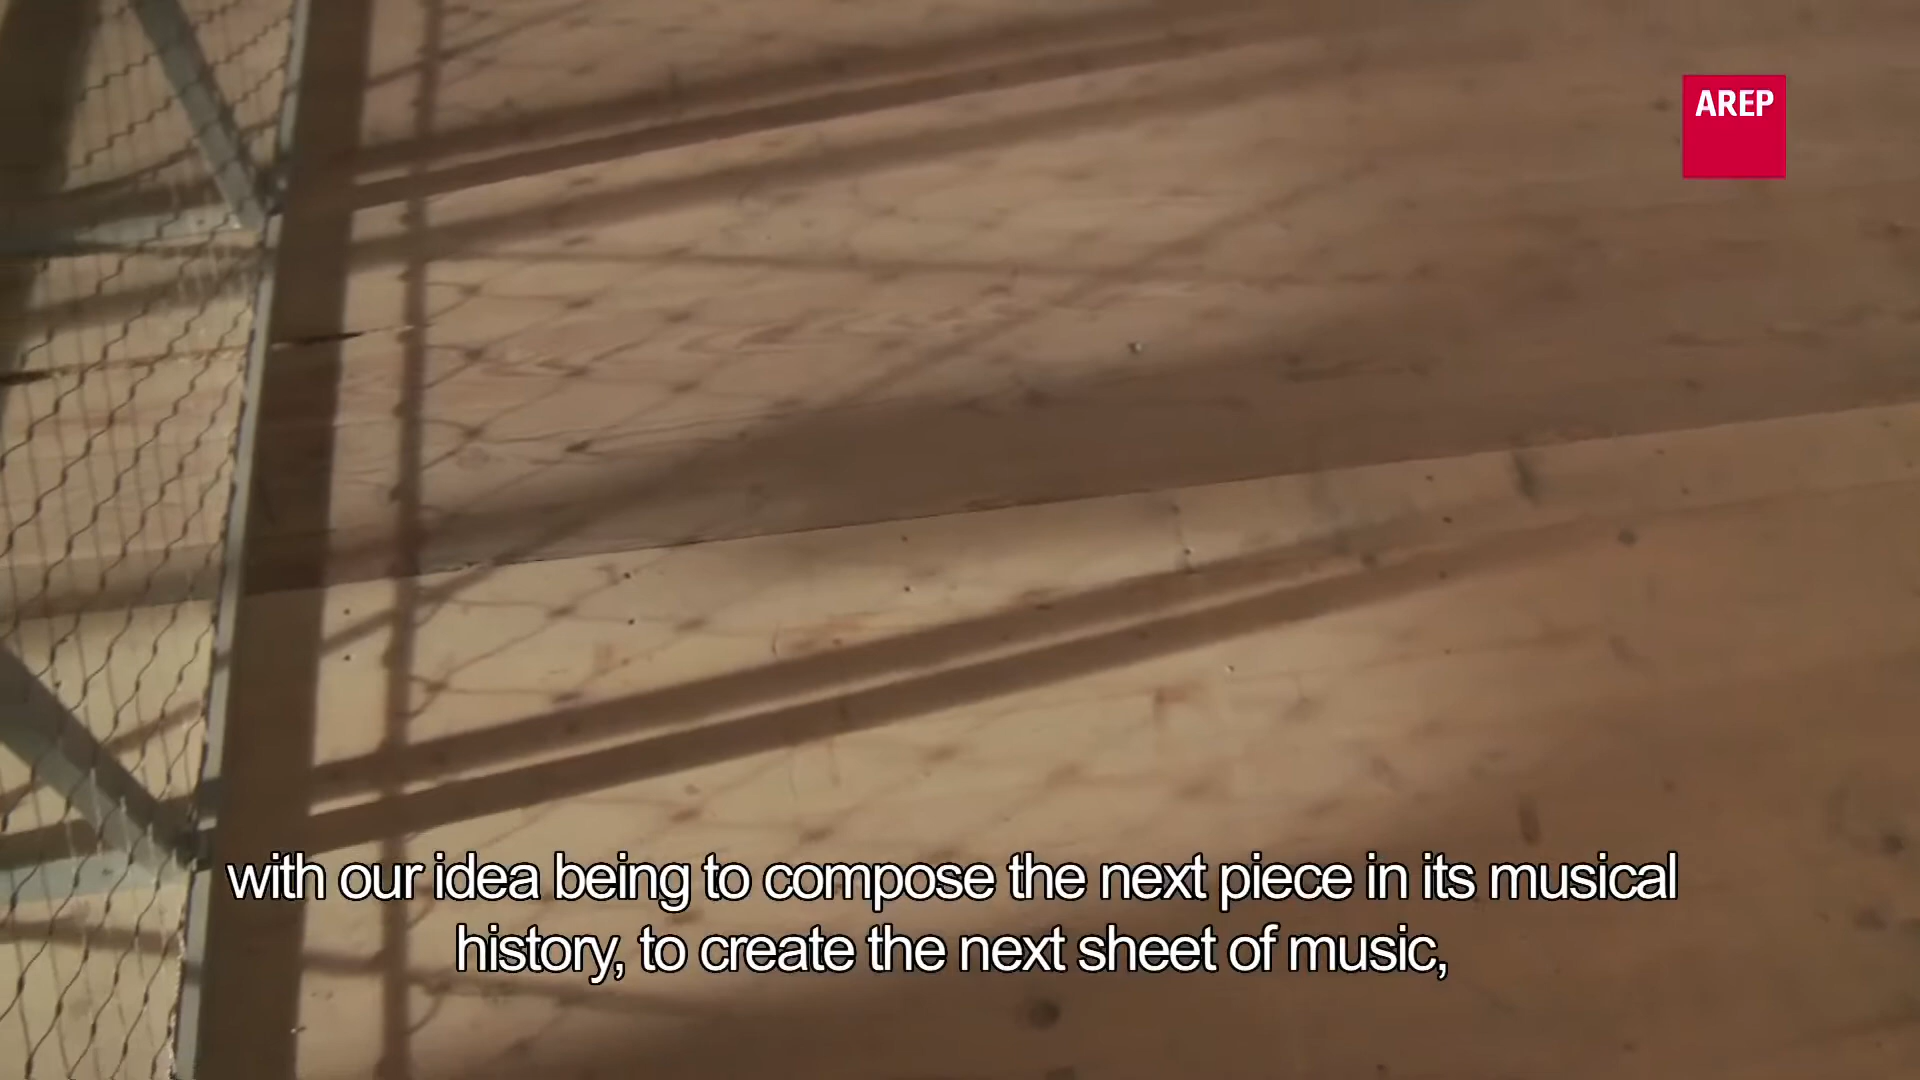 AREP
with our idea being to compose the next piece in its musical
history, to create the next sheet of music,